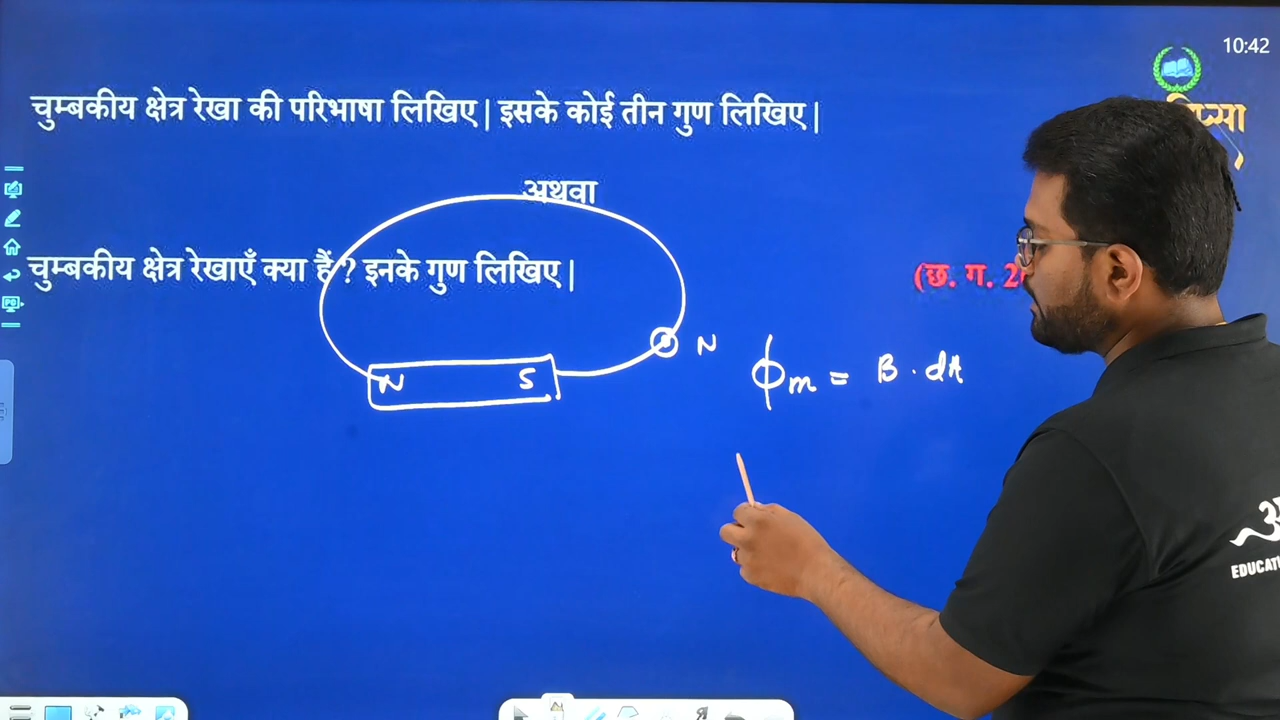 10:42
चुम्बकीय क्षेत्र रेखा की परिभाषा लिखिए | इसके कोई तीन गुण लिखिए |
अथवा
चुम्बकीय क्षेत्र रेखाएँ क्या हैं ? इनके गुण लिखिए |
(छ. ग.
N
N S
ϕm = B . dA